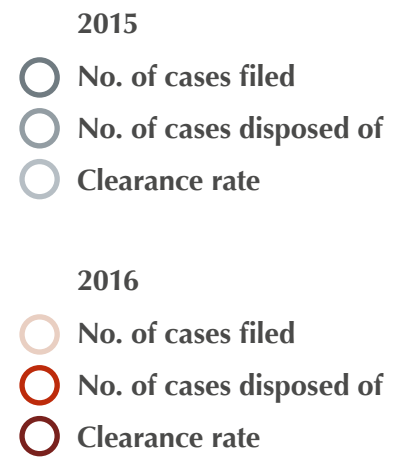 2015
No. of cases filed
No. of cases disposed of
Clearance rate
2016
No. of cases filed
No. of cases disposed of
Clearance rate